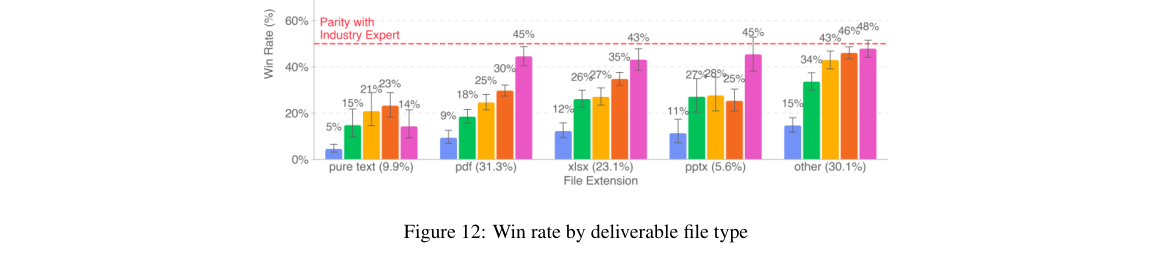 Win Rate (%)
60%
40%
20%
0%
Parity with
Industry Expert
5%
15%
21%
23%
14%
9%
18%
25%
30%
45%
12%
26%
27%
35%
43%
11%
27%
28%
25%
45%
15%
34%
43%
46%
48%
pure text (9.9%)
pdf (31.3%)
xlsx (23.1%)
pptx (5.6%)
other (30.1%)
File Extension
Figure 12: Win rate by deliverable file type